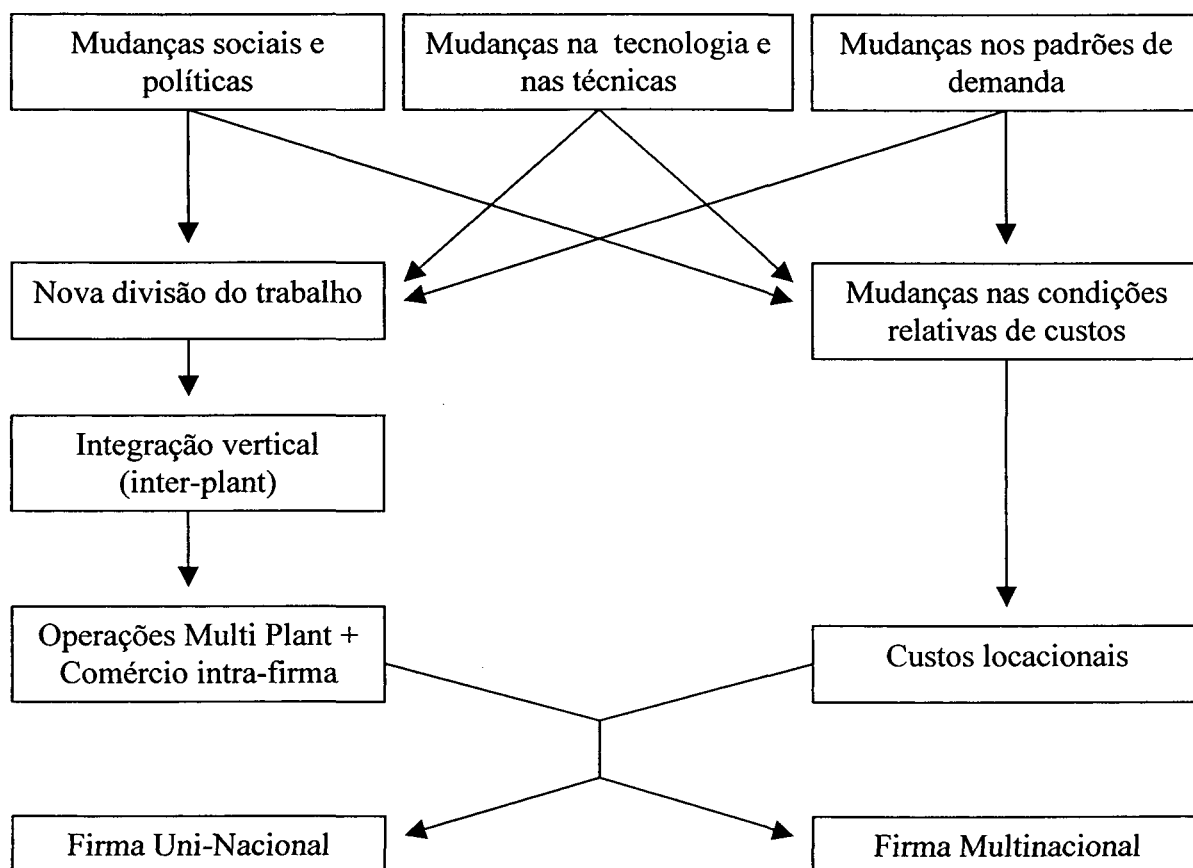 Mudanças sociais e
políticas
Mudanças na tecnologia e
nas técnicas
Mudanças nos padrões de
demanda
Nova divisão do trabalho
Mudanças nas condições
relativas de custos
Integração vertical
(inter-plant)
Operações Multi Plant +
Comércio intra-firma
Custos locacionais
Firma Uni-Nacional
Firma Multinacional